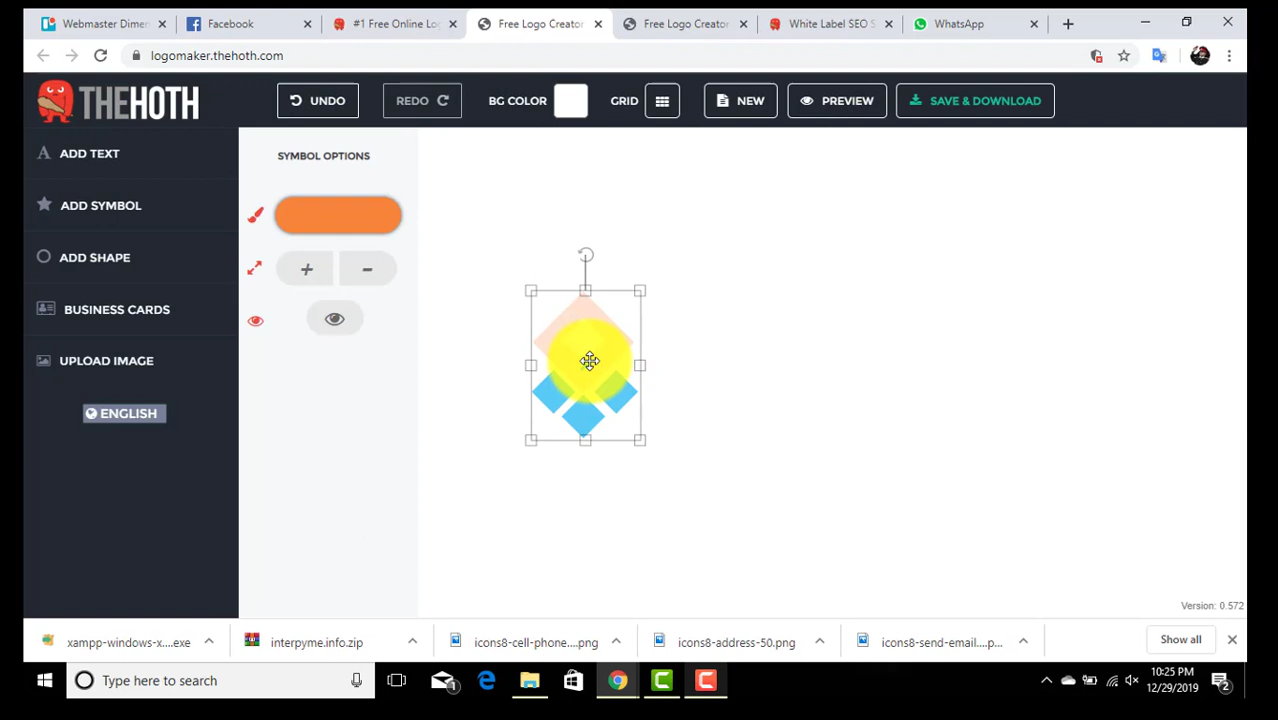 Webmaster Dimen
Facebook
#1 Free Online Lo
Free Logo Creator
Free Logo Creator
White Label SEO S
WhatsApp
logomaker.thehoth.com
THEHOTH
UNDO
REDO
BG COLOR
GRID
NEW
PREVIEW
SAVE & DOWNLOAD
ADD TEXT
SYMBOL OPTIONS
ADD SYMBOL
ADD SHAPE
BUSINESS CARDS
UPLOAD IMAGE
ENGLISH
Version: 0.572
xampp-windows-x....exe
interpyme.info.zip
icons8-cell-phone....png
icons8-address-50.png
icons8-send-email....p...
Show all
Type here to search
1
10:25 PM
12/29/2019
2